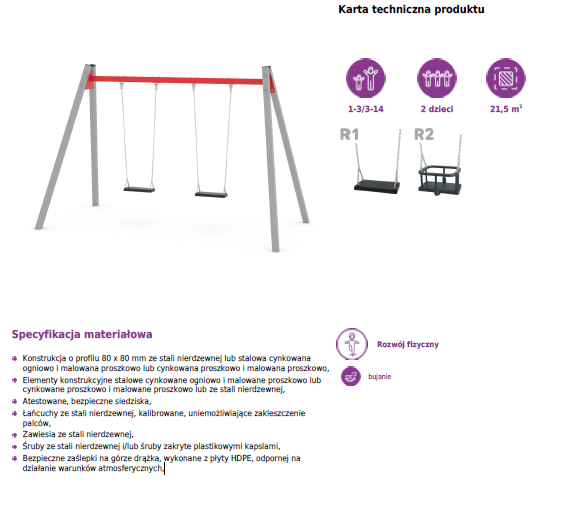 Karta techniczna produktu
1-3/3-14
2 dzieci
21,5 m²
R1
R2
Specyfikacja materiałowa
Konstrukcja o profilu 80 x 80 mm ze stali nierdzewnej lub stalowa cynkowana
ogniowo i malowana proszkowo lub cynkowana proszkowo i malowana proszkowo,
Elementy konstrukcyjne stalowe cynkowane ogniowo i malowane proszkowo lub
cynkowane proszkowo i malowane proszkowo lub ze stali nierdzewnej,
Atestowane, bezpieczne siedziska,
Łańcuchy ze stali nierdzewnej, kalibrowane, uniemożliwiające zakleszczenie
palców,
Zawiesia ze stali nierdzewnej,
Śruby ze stali nierdzewnej i/lub śruby zakryte plastikowymi kapslami,
Bezpieczne zaślepki na górze drążka, wykonane z płyty HDPE, odpornej na
działanie warunków atmosferycznych,
Rozwój fizyczny
bujanie